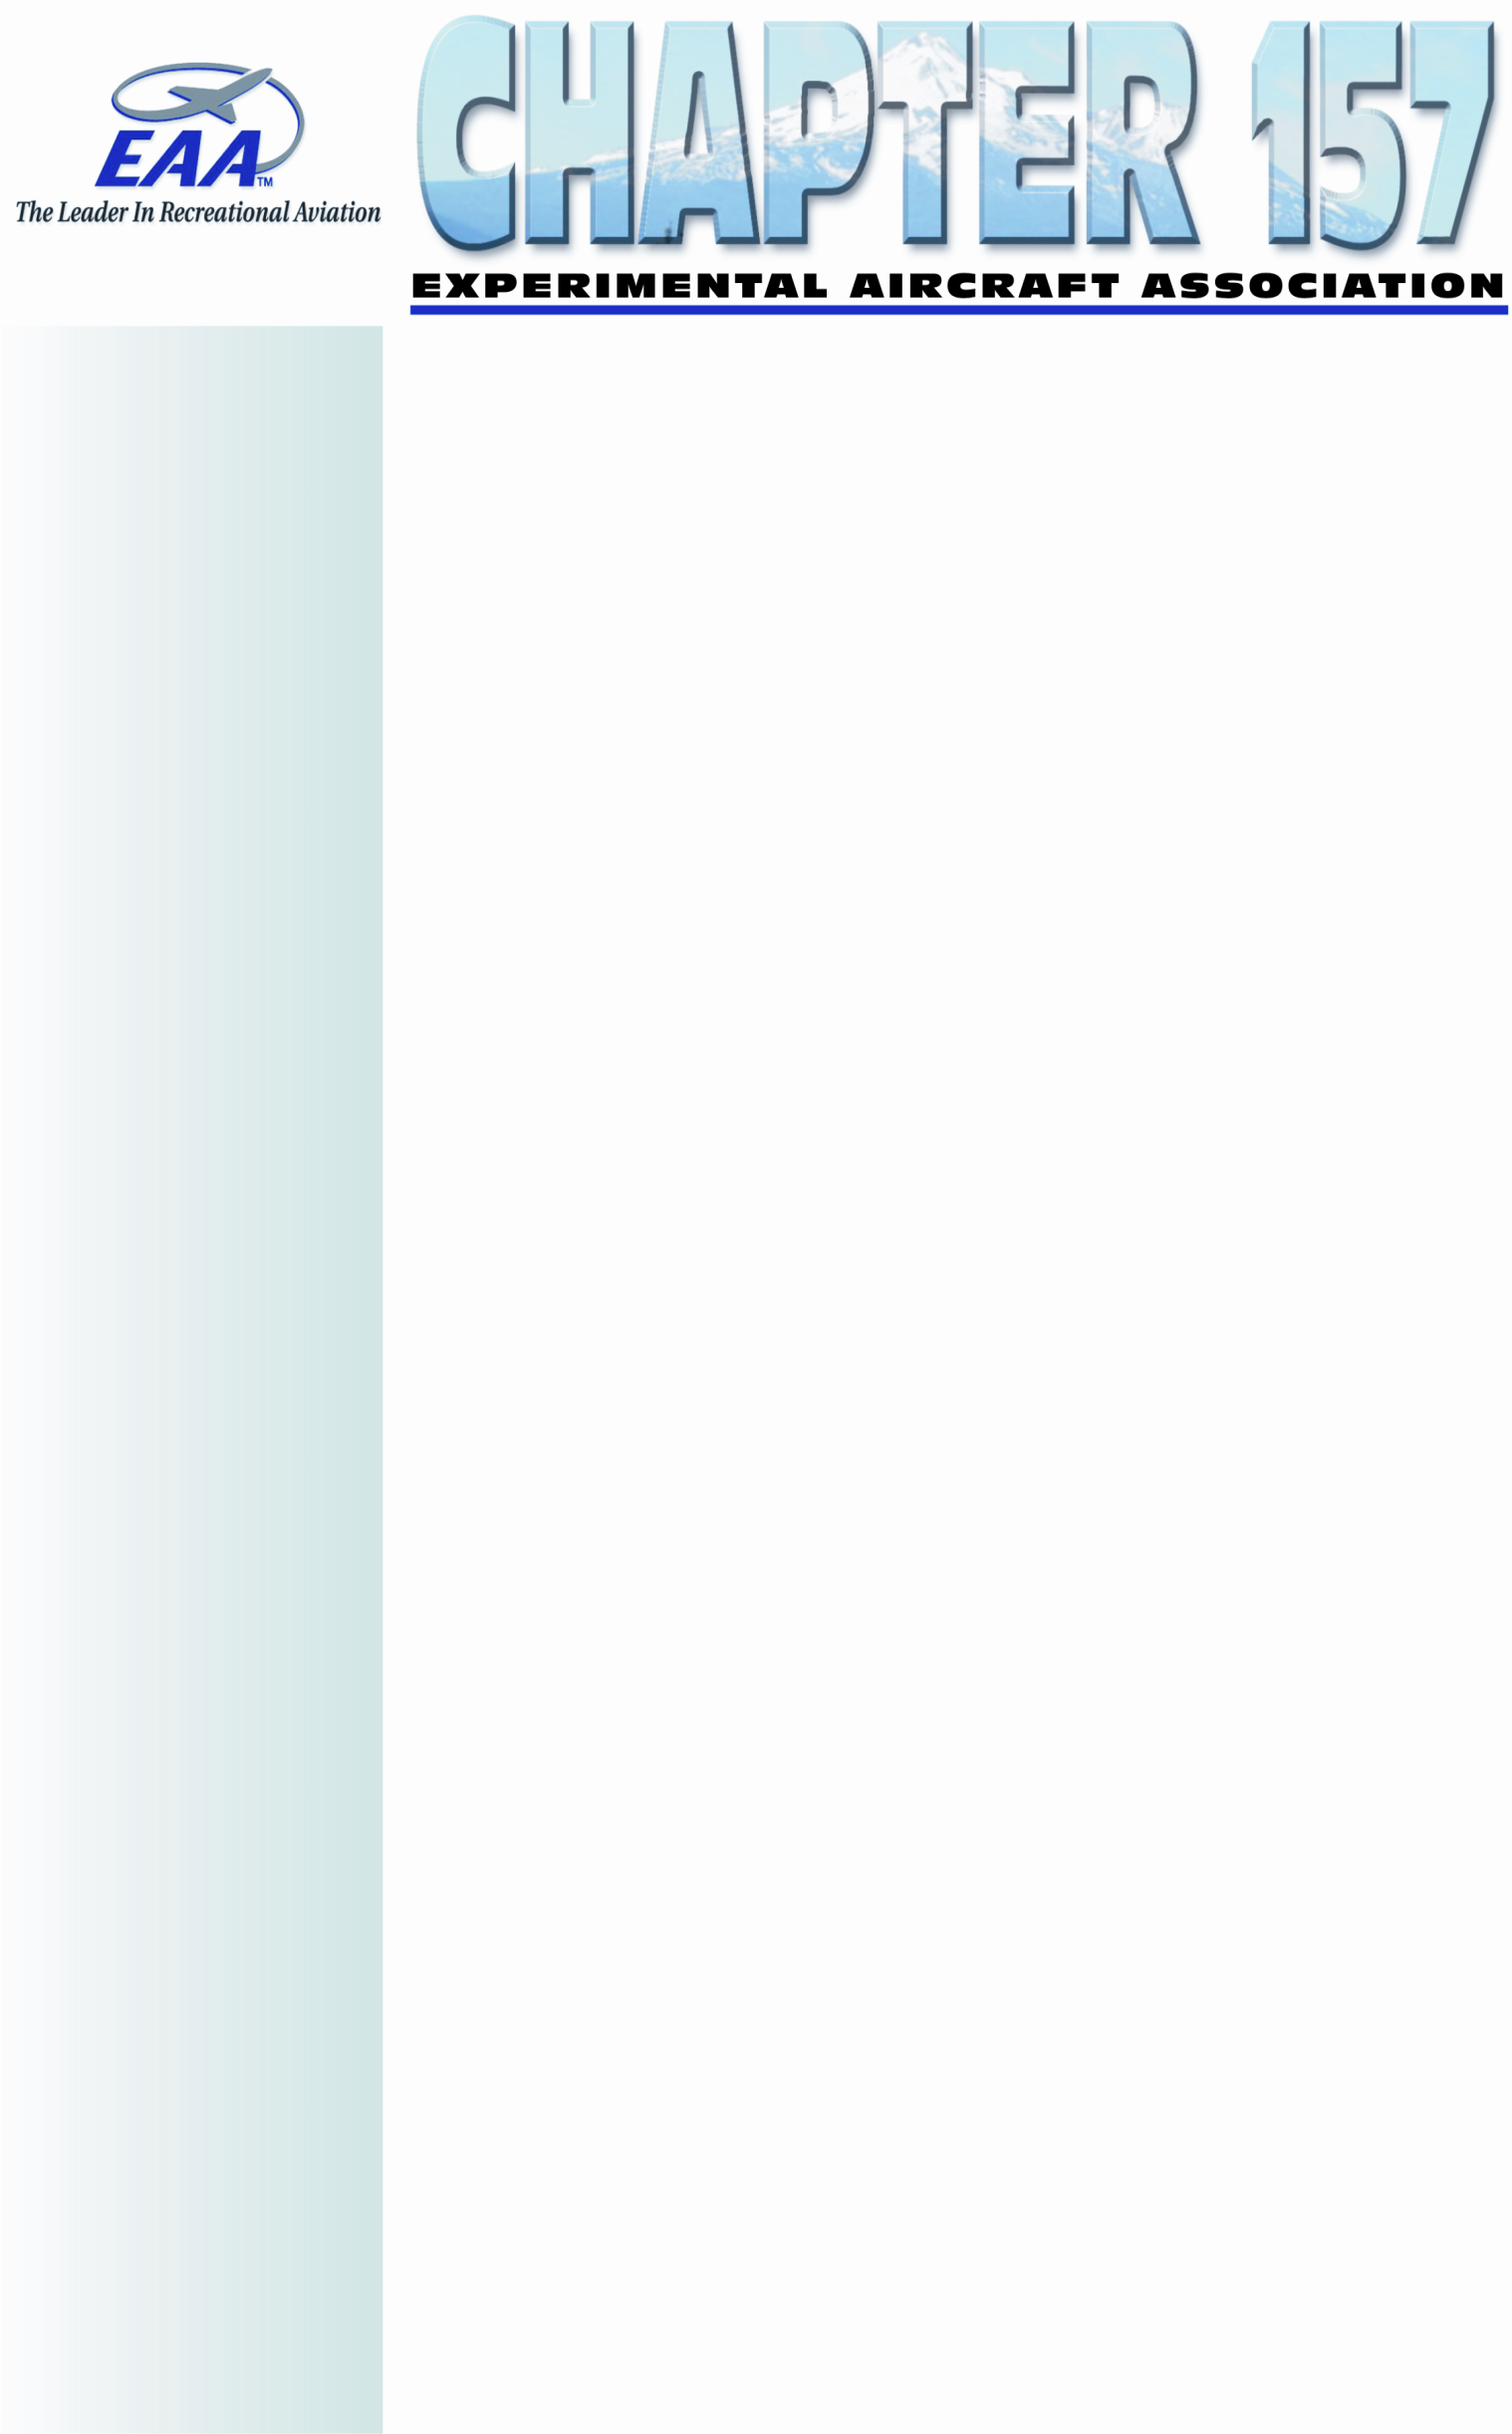 EAA™
The Leader In Recreational Aviation
CHAPTER 157
EXPERIMENTAL AIRCRAFT ASSOCIATION